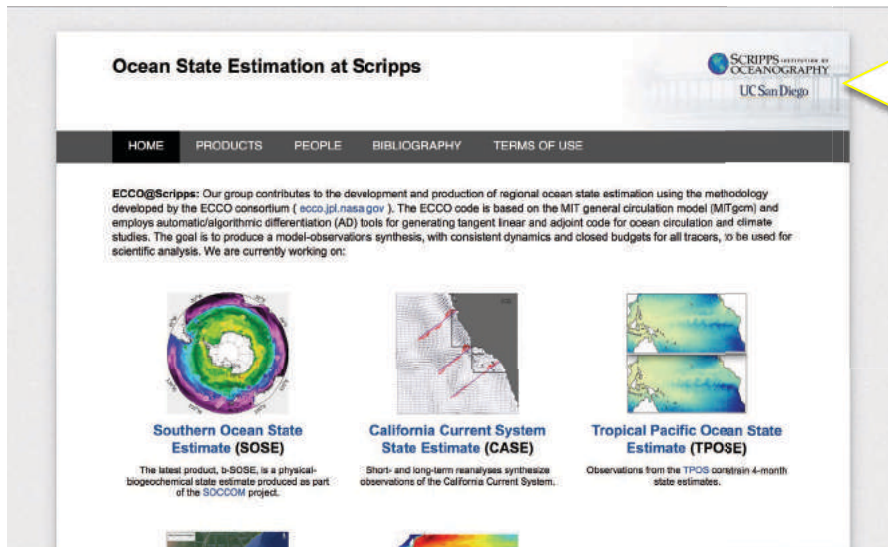 Ocean State Estimation at Scripps
SCRIPPS INSTITUTION OF
OCEANOGRAPHY
UC San Diego
HOME PRODUCTS PEOPLE BIBLIOGRAPHY TERMS OF USE
ECCO@Scripps: Our group contributes to the development and production of regional ocean state estimation using the methodology
developed by the ECCO consortium ( ecco.jpl.nasa.gov ). The ECCO code is based on the MIT general circulation model (MITgcm) and
employs automatic/algorithmic differentiation (AD) tools for generating tangent linear and adjoint code for ocean circulation and climate
studies. The goal is to produce a model-observations synthesis, with consistent dynamics and closed budgets for all tracers, to be used for
scientific analysis. We are currently working on:
Southern Ocean State
Estimate (SOSE)
The latest product, b-SOSE, is a physical-
biogeochemical state estimate produced as part
of the SOCCOM project.
California Current System
State Estimate (CASE)
Short- and long-term reanalyses synthesize
observations of the California Current System.
Tropical Pacific Ocean State
Estimate (TPOSE)
Observations from the TPOS constrain 4-month
state estimates.